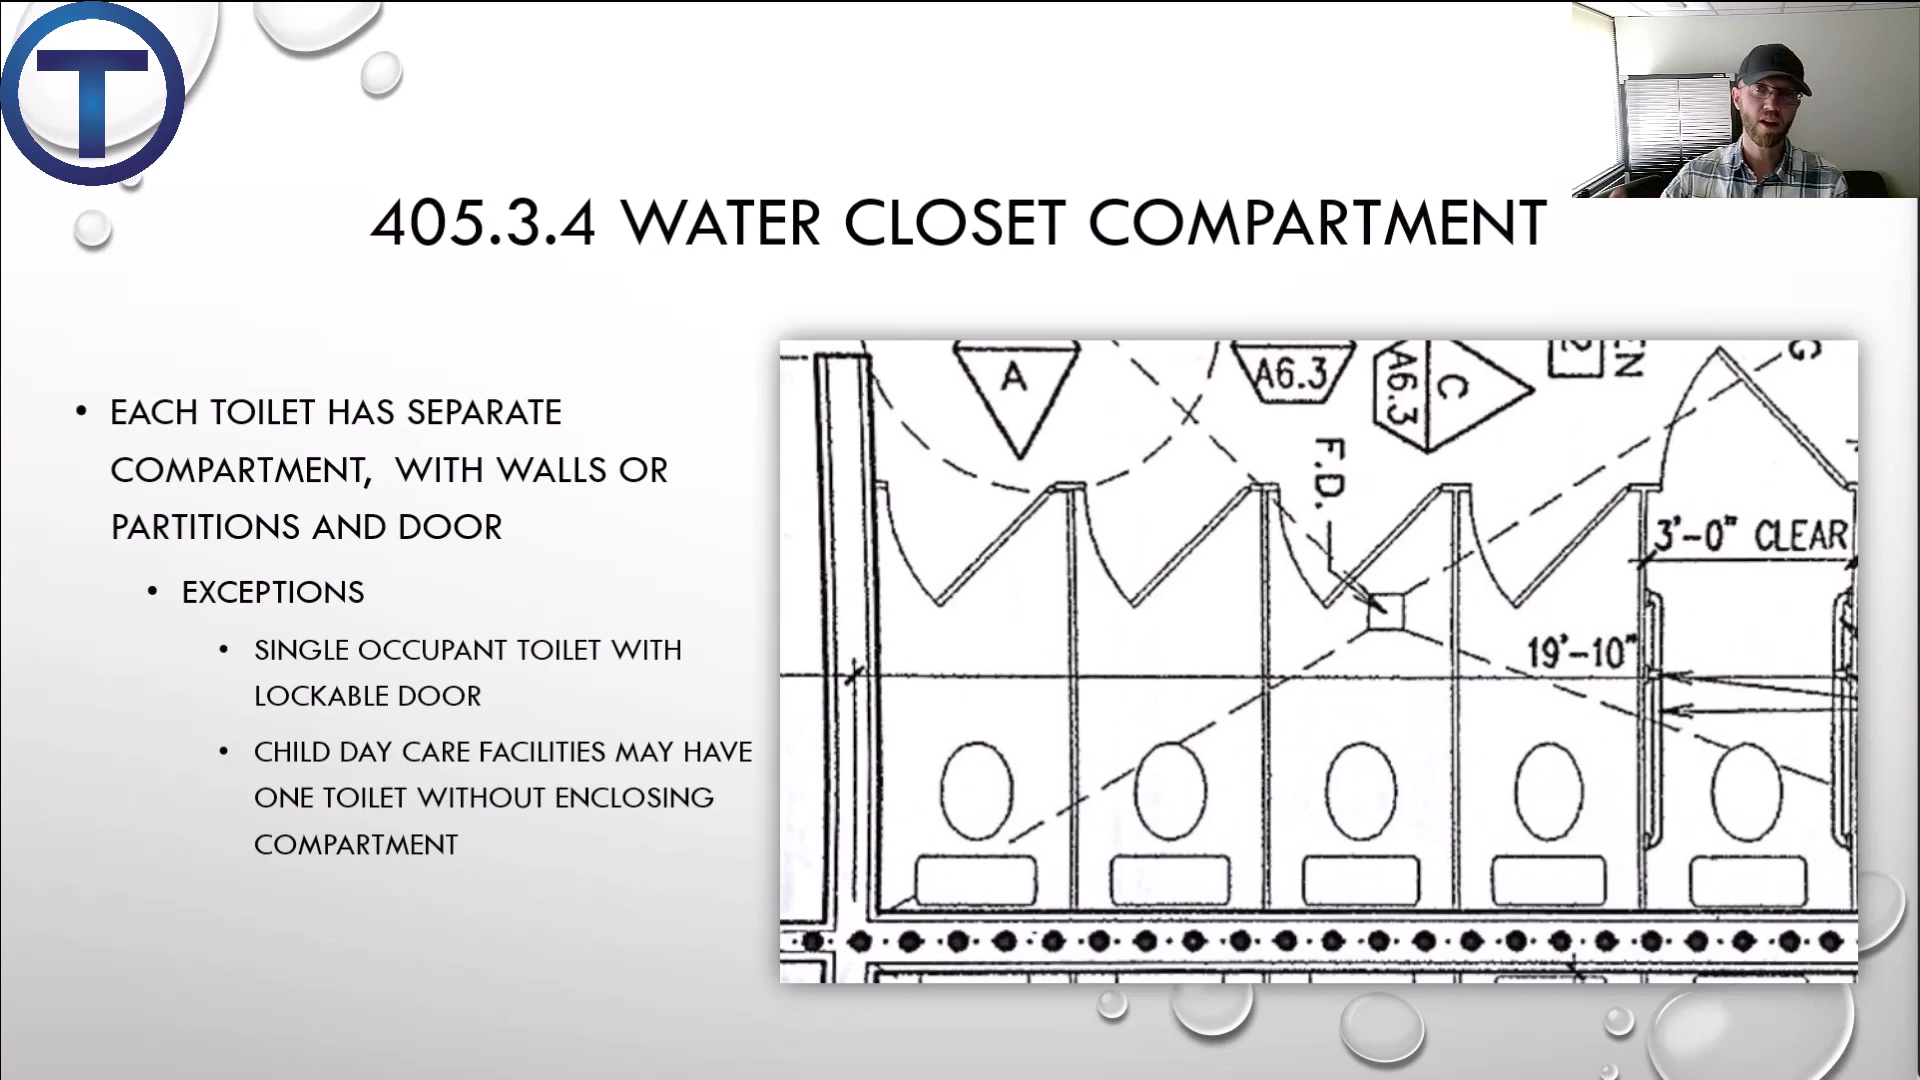 T
405.3.4 WATER CLOSET COMPARTMENT
• EACH TOILET HAS SEPARATE
COMPARTMENT, WITH WALLS OR
PARTITIONS AND DOOR
• EXCEPTIONS
• SINGLE OCCUPANT TOILET WITH
LOCKABLE DOOR
• CHILD DAY CARE FACILITIES MAY HAVE
ONE TOILET WITHOUT ENCLOSING
COMPARTMENT
A
A6.3
A6.3
C
2
EN
G
F.D.
3'-0" CLEAR
19'-10"